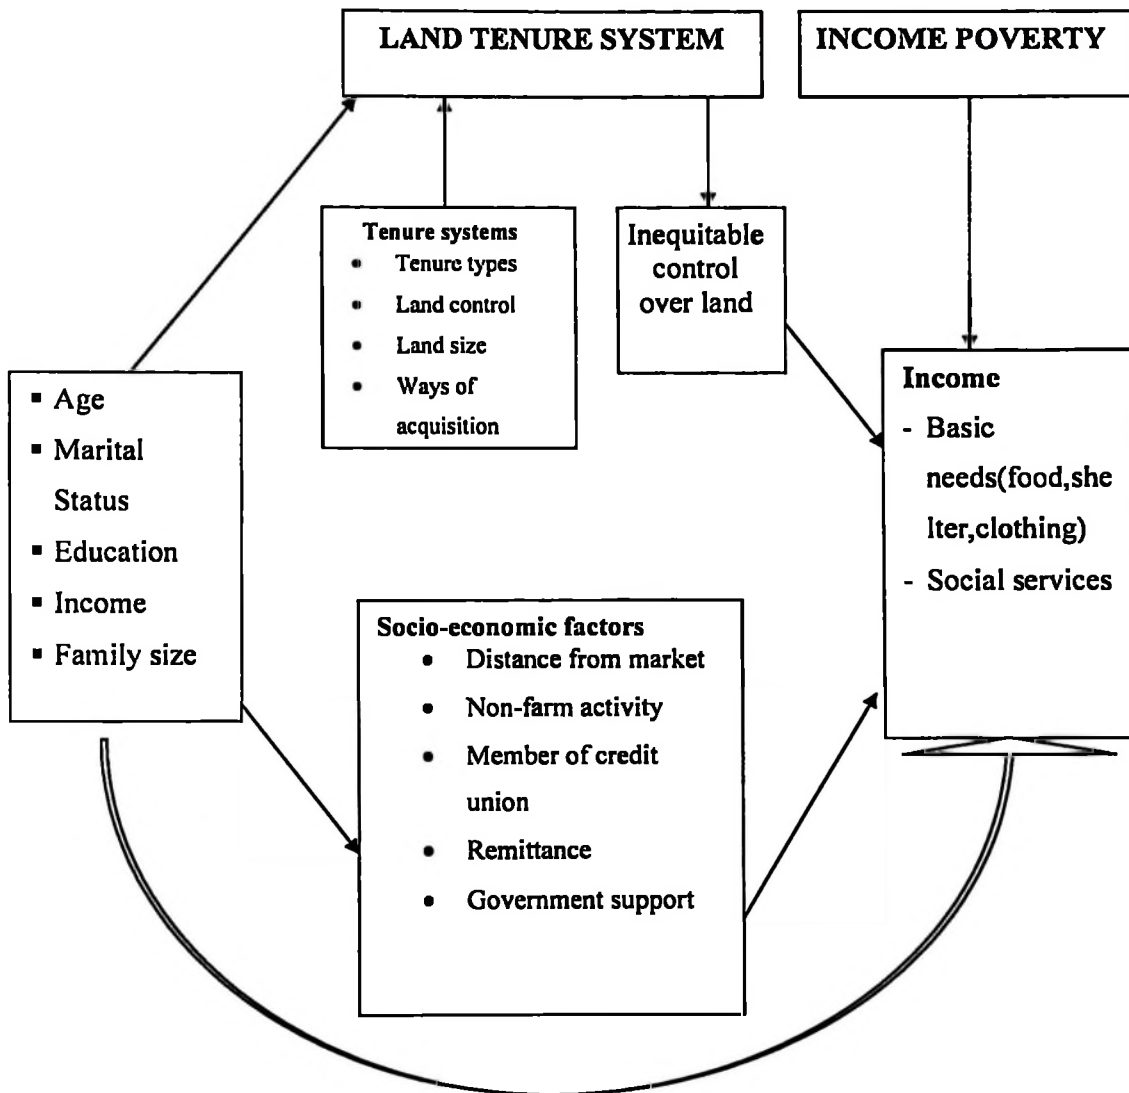 LAND TENURE SYSTEM
INCOME POVERTY
Tenure systems
• Tenure types
• Land control
• Land size
• Ways of
acquisition
Inequitable
control
over land
▪ Age
▪ Marital
Status
▪ Education
▪ Income
▪ Family size
Income
- Basic
needs(food,she
lter,clothing)
- Social services
Socio-economic factors
• Distance from market
• Non-farm activity
• Member of credit
union
• Remittance
• Government support